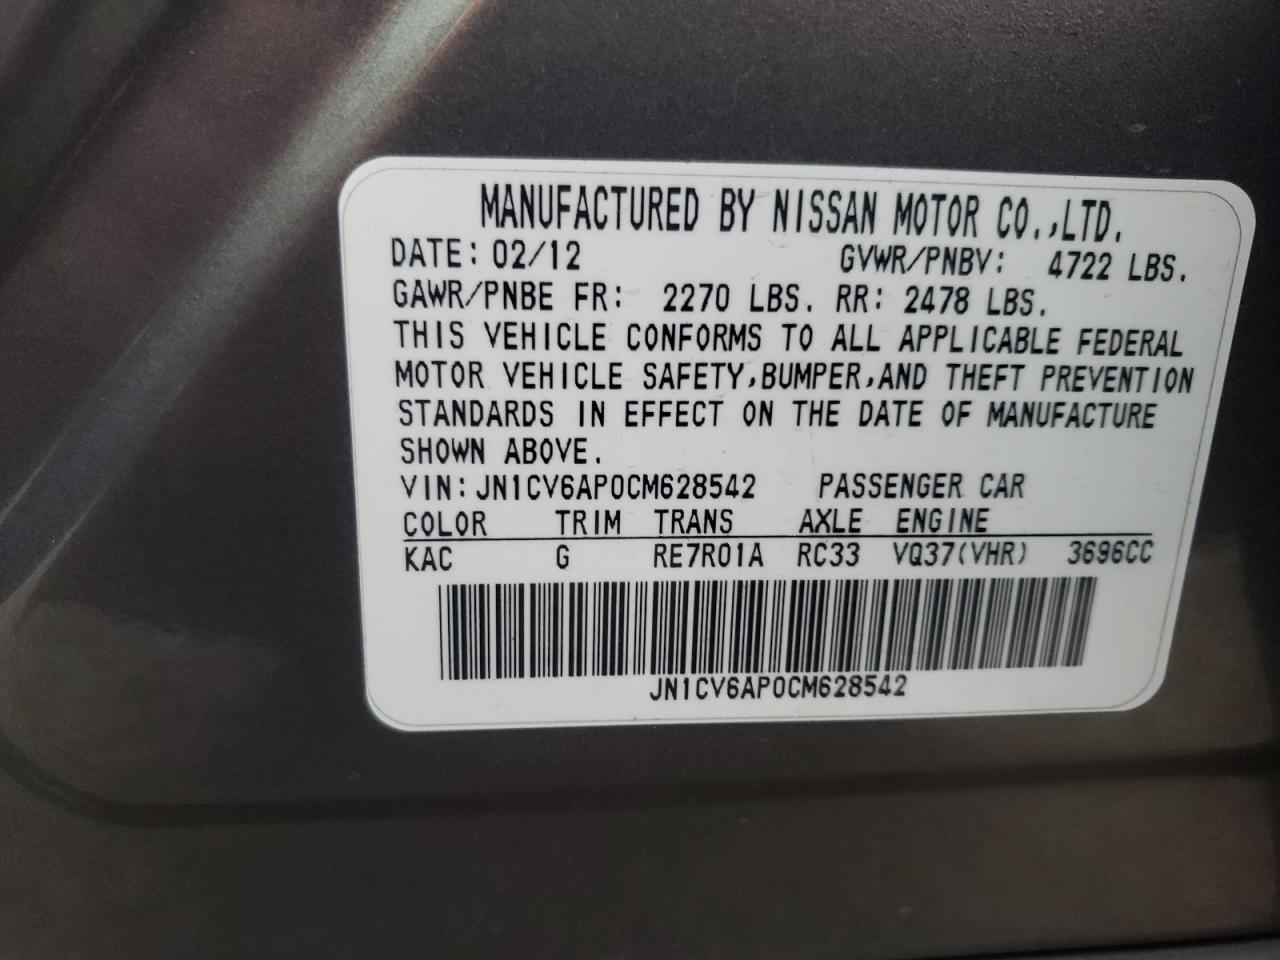 MANUFACTURED BY NISSAN MOTOR CO.,LTD.
DATE: 02/12 GVWR/PNBV: 4722 LBS.
GAWR/PNBE FR: 2270 LBS. RR: 2478 LBS.
THIS VEHICLE CONFORMS TO ALL APPLICABLE FEDERAL
MOTOR VEHICLE SAFETY,BUMPER,AND THEFT PREVENTION
STANDARDS IN EFFECT ON THE DATE OF MANUFACTURE
SHOWN ABOVE.
VIN: JN1CV6AP0CM628542 PASSENGER CAR
COLOR TRIM TRANS AXLE ENGINE
KAC G RE7R01A RC33 VQ37(VHR) 3696CC
JN1CV6AP0CM628542